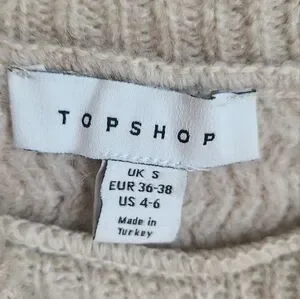 TOPSHOP
UK S
EUR 36-38
US 4-6
Made in
Turkey